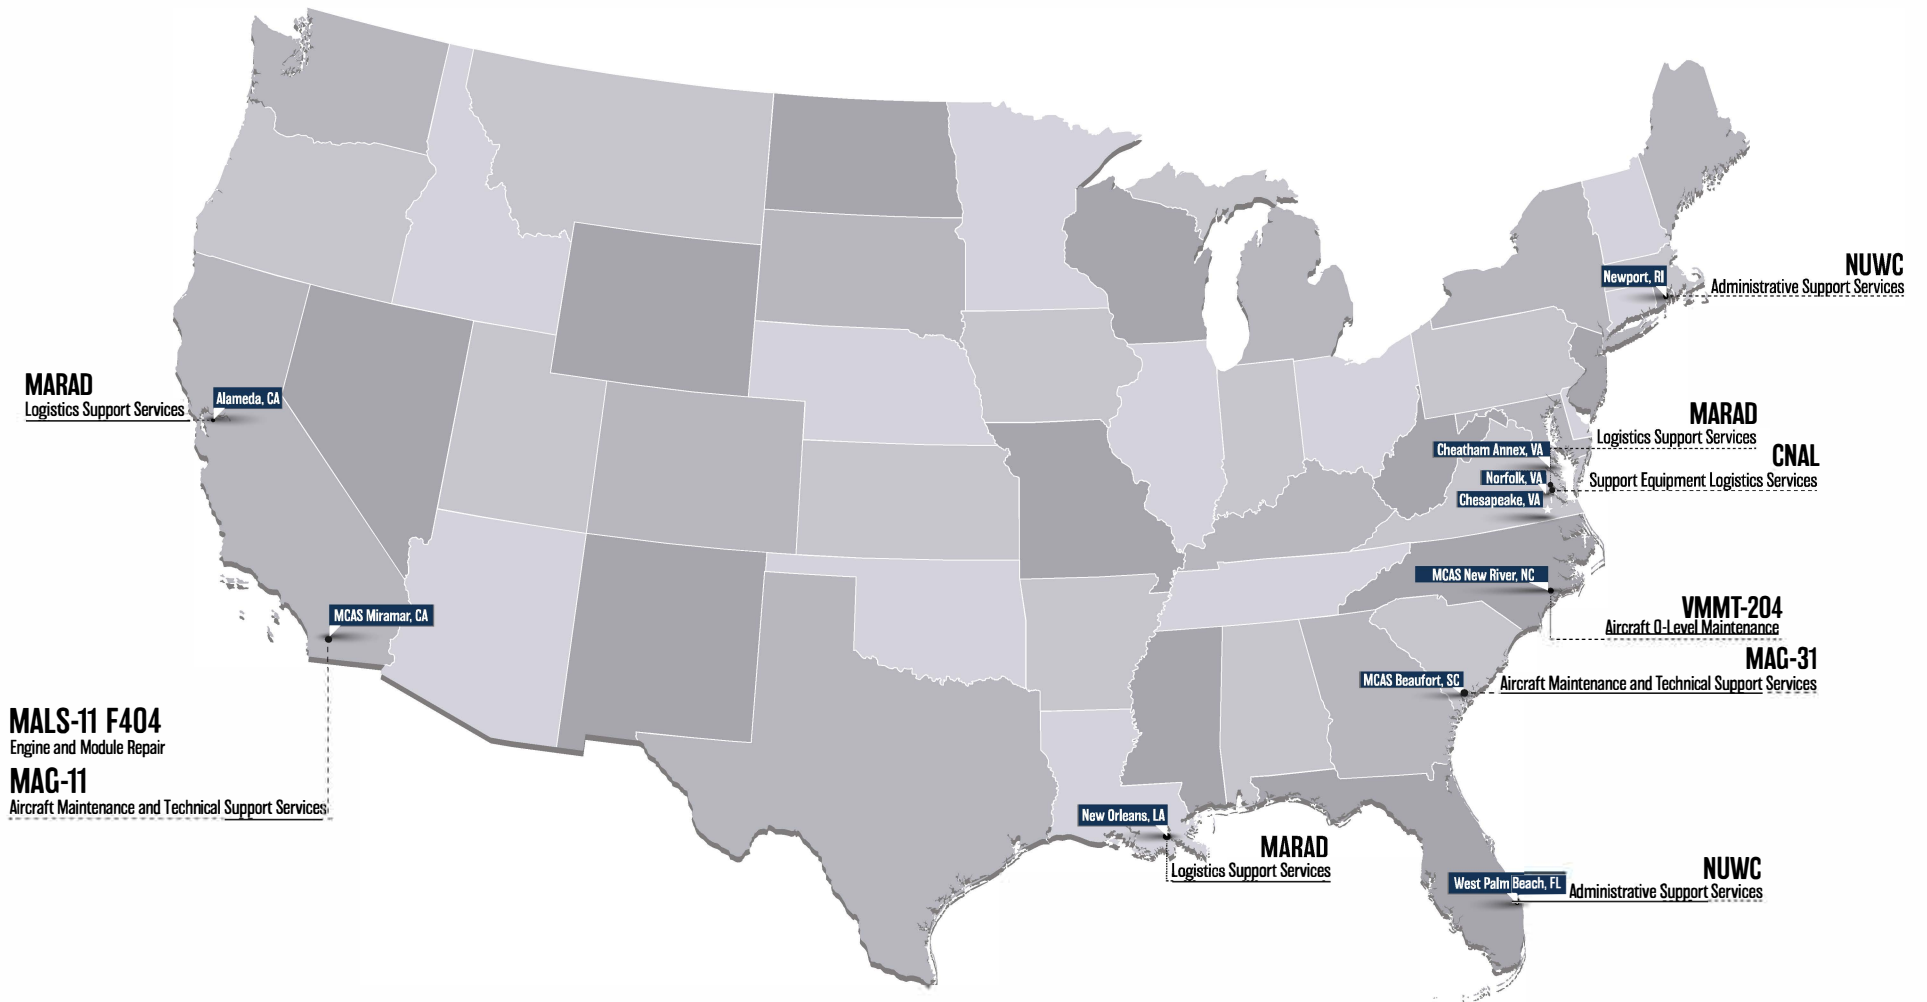 NUWC
Newport, RI
Administrative Support Services
MARAD
Logistics Support Services
Alameda, CA
MARAD
Logistics Support Services
Cheatham Annex, VA
CNAL
Support Equipment Logistics Services
Norfolk, VA
Chesapeake, VA
MCAS New River, NC
VMMT-204
Aircraft O-Level Maintenance
MCAS Miramar, CA
MAG-31
MCAS Beaufort, SC
Aircraft Maintenance and Technical Support Services
MALS-11 F404
Engine and Module Repair
MAG-11
Aircraft Maintenance and Technical Support Services
New Orleans, LA
MARAD
Logistics Support Services
NUWC
West Palm Beach, FL
Administrative Support Services